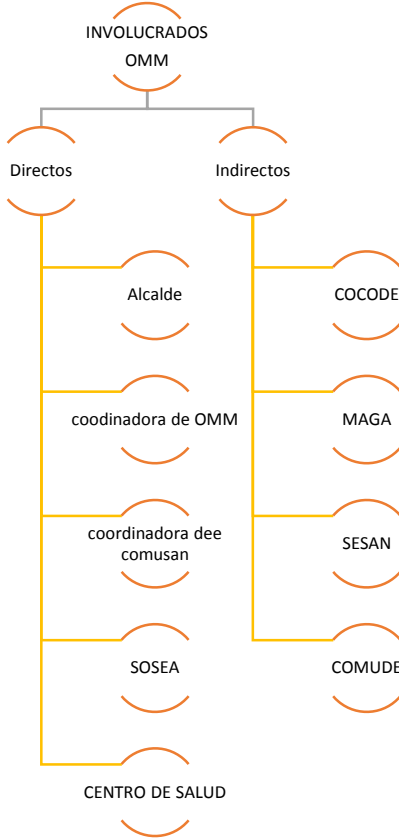 INVOLUCRADOS
OMM
Directos
Indirectos
Alcalde
COCODE
coodinadora de OMM
MAGA
coordinadora dee
comusan
SESAN
SOSEA
COMUDE
CENTRO DE SALUD